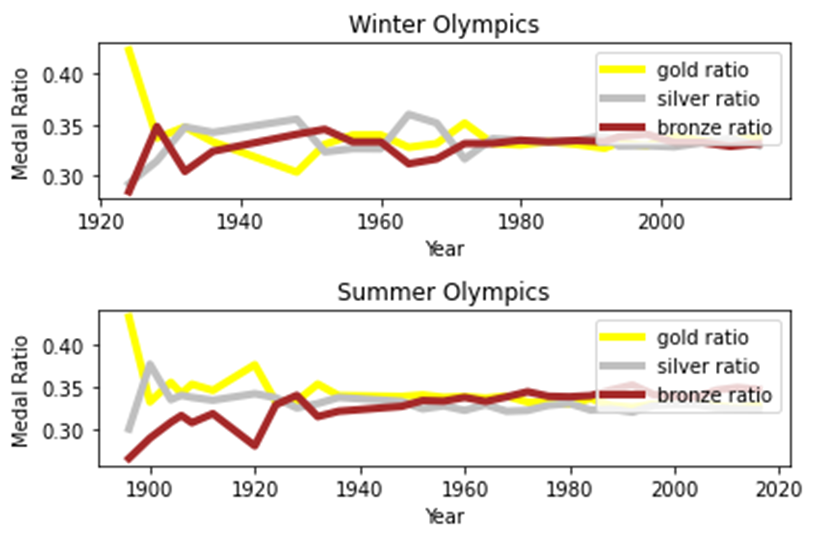 Winter Olympics
Medal Ratio
0.40
0.35
0.30
gold ratio
silver ratio
bronze ratio
1920 1940 1960 1980 2000
Year
Summer Olympics
Medal Ratio
0.40
0.35
0.30
gold ratio
silver ratio
bronze ratio
1900 1920 1940 1960 1980 2000 2020
Year